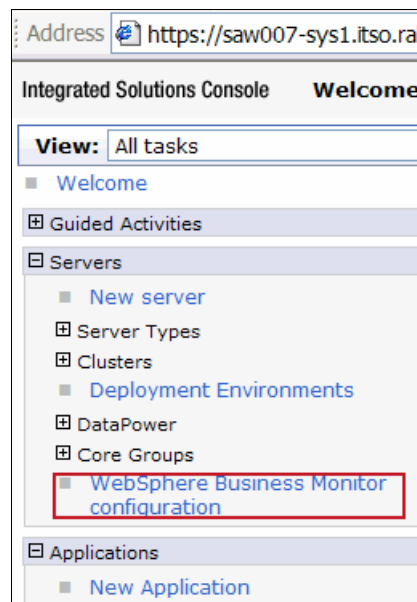 Address https://saw007-sys1.itso.ra
Integrated Solutions Console Welcome
View: All tasks
Welcome
Guided Activities
Servers
New server
Server Types
Clusters
Deployment Environments
DataPower
Core Groups
WebSphere Business Monitor
configuration
Applications
New Application